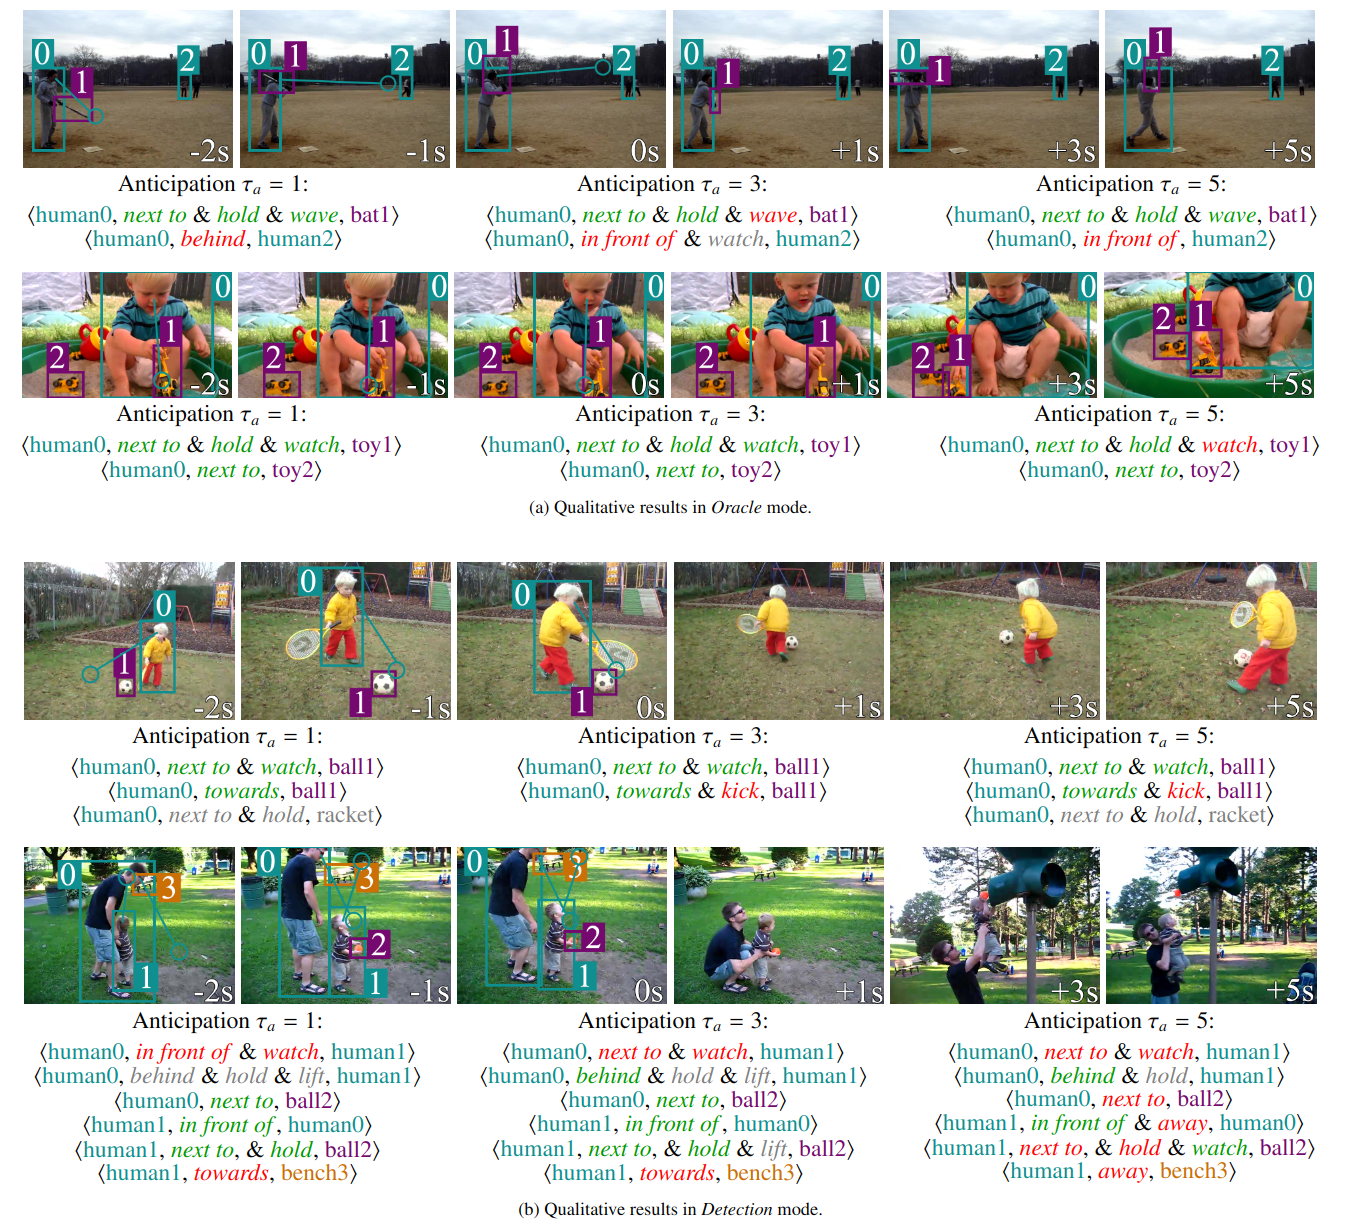 0 1 2 -2s 0 1 2 -1s 0 1 2 0s 0 1 2 +1s 0 1 2 +3s 0 1 2 +5s
Anticipation τa = 1: Anticipation τa = 3: Anticipation τa = 5:
⟨human0, next to & hold & wave, bat1⟩ ⟨human0, next to & hold & wave, bat1⟩ ⟨human0, next to & hold & wave, bat1⟩
⟨human0, behind, human2⟩ ⟨human0, in front of & watch, human2⟩ ⟨human0, in front of, human2⟩
0 1 2 -2s 0 1 2 -1s 0 1 2 0s 0 1 2 +1s 0 2 1 +3s 0 2 1 +5s
Anticipation τa = 1: Anticipation τa = 3: Anticipation τa = 5:
⟨human0, next to & hold & watch, toy1⟩ ⟨human0, next to & hold & watch, toy1⟩ ⟨human0, next to & hold & watch, toy1⟩
⟨human0, next to, toy2⟩ ⟨human0, next to, toy2⟩ ⟨human0, next to, toy2⟩
(a) Qualitative results in Oracle mode.
0 1 -2s 0 1 -1s 0 1 0s +1s +3s +5s
Anticipation τa = 1: Anticipation τa = 3: Anticipation τa = 5:
⟨human0, next to & watch, ball1⟩ ⟨human0, next to & watch, ball1⟩ ⟨human0, next to & watch, ball1⟩
⟨human0, towards, ball1⟩ ⟨human0, towards & kick, ball1⟩ ⟨human0, towards & kick, ball1⟩
⟨human0, next to & hold, racket⟩ ⟨human0, next to & hold, racket⟩
0 3 1 -2s 0 3 2 1 -1s 0 3 2 1 0s +1s +3s +5s
Anticipation τa = 1: Anticipation τa = 3: Anticipation τa = 5:
⟨human0, in front of & watch, human1⟩ ⟨human0, next to & watch, human1⟩ ⟨human0, next to & watch, human1⟩
⟨human0, behind & hold & lift, human1⟩ ⟨human0, behind & hold & lift, human1⟩ ⟨human0, behind & hold, human1⟩
⟨human0, next to, ball2⟩ ⟨human0, next to, ball2⟩ ⟨human0, next to, ball2⟩
⟨human1, in front of, human0⟩ ⟨human1, in front of, human0⟩ ⟨human1, in front of & away, human0⟩
⟨human1, next to, & hold, ball2⟩ ⟨human1, next to, & hold & lift, ball2⟩ ⟨human1, next to, & hold & watch, ball2⟩
⟨human1, towards, bench3⟩ ⟨human1, towards, bench3⟩ ⟨human1, away, bench3⟩
(b) Qualitative results in Detection mode.